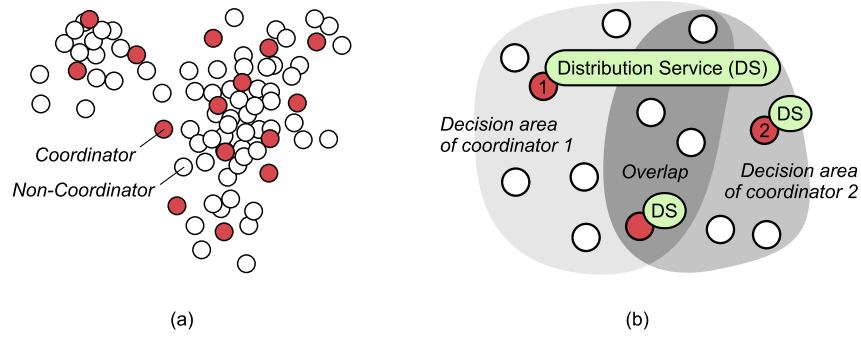 Coordinator
Non-Coordinator
(a)
Distribution Service (DS)
1
Decision area
of coordinator 1
DS
2
Overlap
Decision area
of coordinator 2
DS
(b)